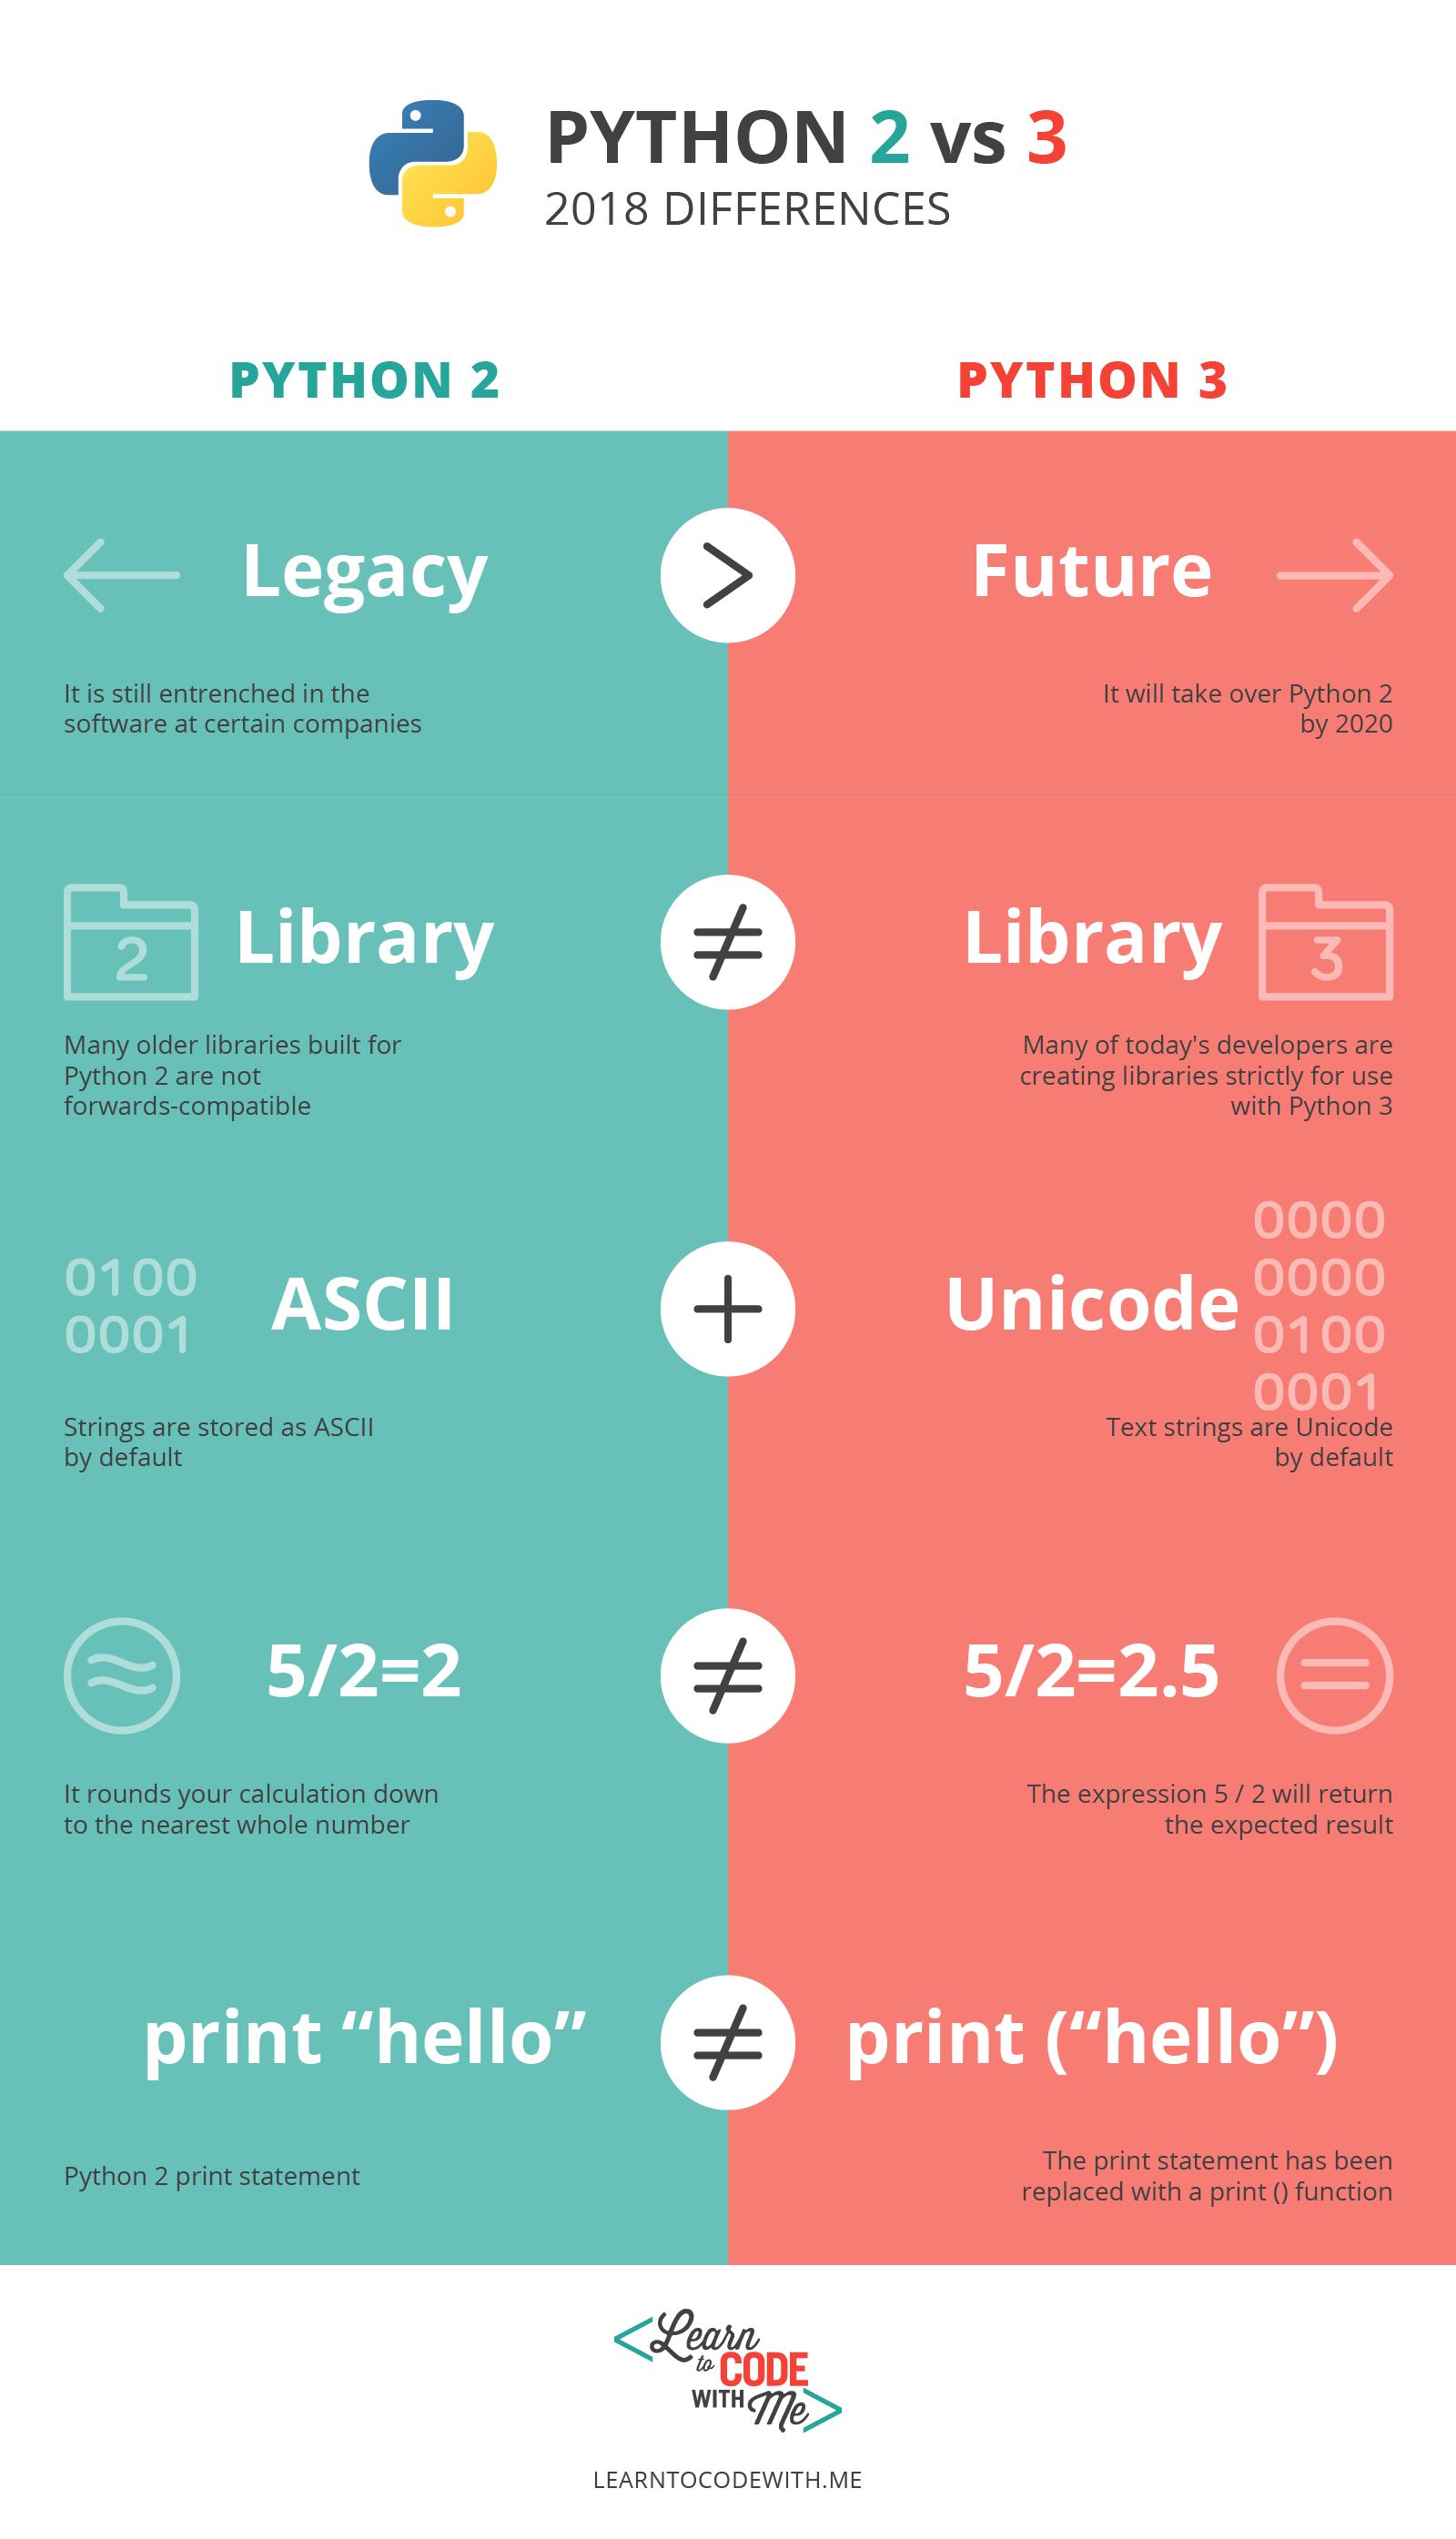 PYTHON 2 vs 3
2018 DIFFERENCES
PYTHON 2
PYTHON 3
Legacy
>
Future
It is still entrenched in the
software at certain companies
It will take over Python 2
by 2020
2
Library
≠
Library
3
Many older libraries built for
Python 2 are not
forwards-compatible
Many of today's developers are
creating libraries strictly for use
with Python 3
0100
0001
ASCII
+
Unicode
0000
0000
0100
0001
Strings are stored as ASCII
by default
Text strings are Unicode
by default
≈
5/2=2
≠
5/2=2.5
=
It rounds your calculation down
to the nearest whole number
The expression 5 / 2 will return
the expected result
print “hello”
≠
print (“hello”)
Python 2 print statement
The print statement has been
replaced with a print () function
<Learn
to CODE
WITH Me>
LEARNTOCODEWITH.ME